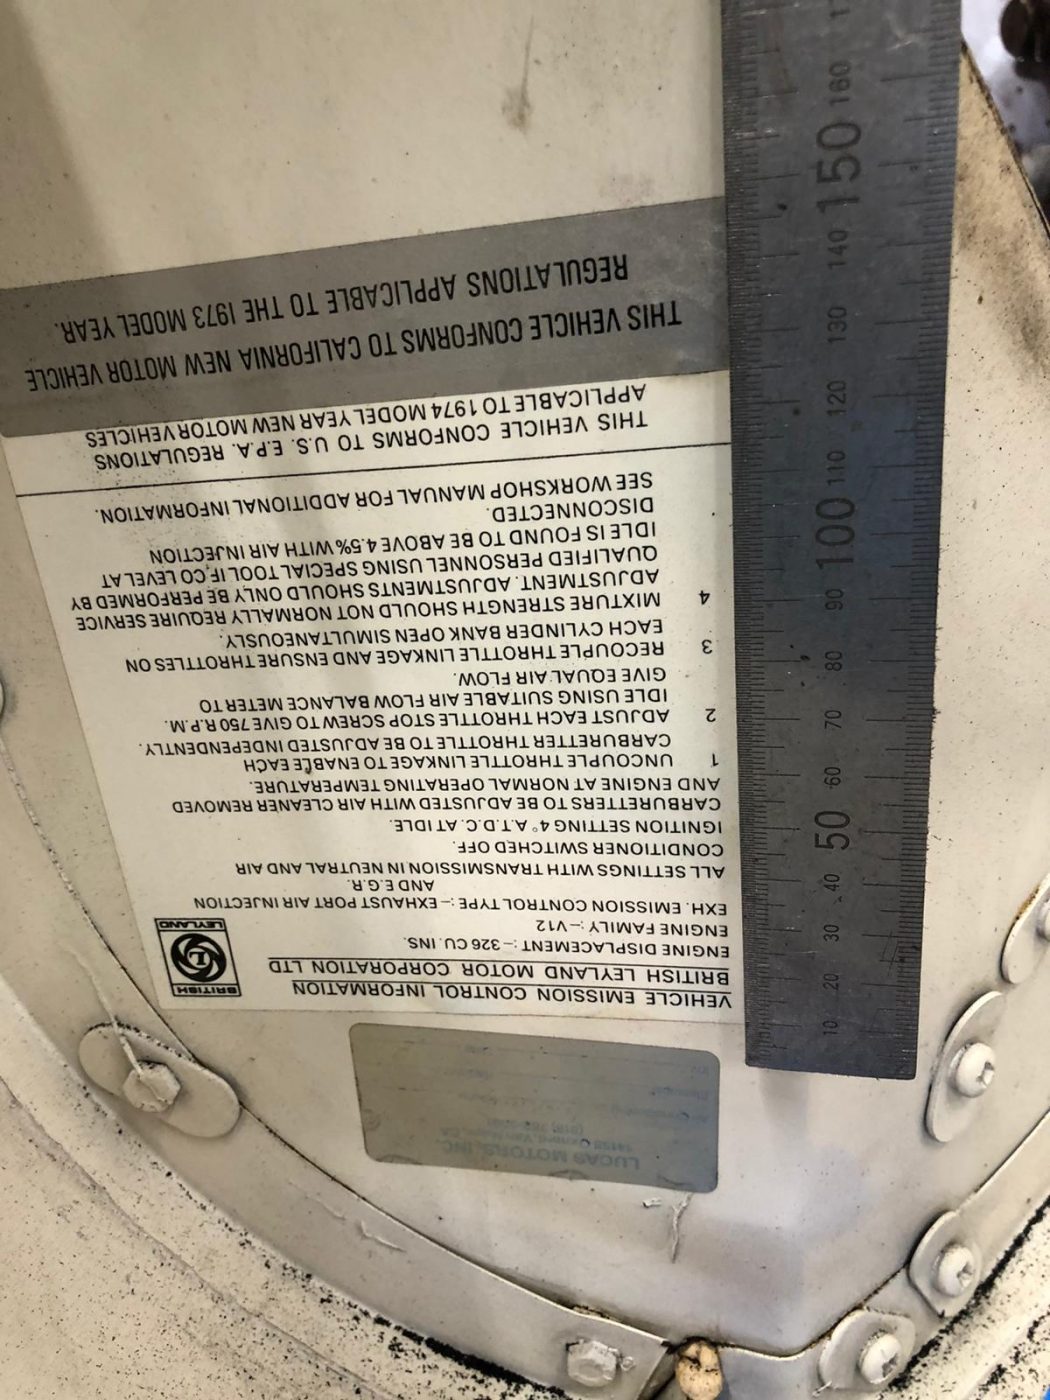 VEHICLE EMISSION CONTROL INFORMATION
BRITISH LEYLAND MOTOR CORPORATION LTD
BRITISH
L
LEYLAND
ENGINE DISPLACEMENT :– 326 CU. INS.
ENGINE FAMILY :– V12
EXH. EMISSION CONTROL TYPE :– EXHAUST PORT AIR INJECTION
AND E.G.R.
ALL SETTINGS WITH TRANSMISSION IN NEUTRAL AND AIR
CONDITIONER SWITCHED OFF.
IGNITION SETTING 4° A.T.D.C. AT IDLE.
CARBURETTERS TO BE ADJUSTED WITH AIR CLEANER REMOVED
AND ENGINE AT NORMAL OPERATING TEMPERATURE.
1 UNCOUPLE THROTTLE LINKAGE TO ENABLE EACH
CARBURETTER THROTTLE TO BE ADJUSTED INDEPENDENTLY.
2 ADJUST EACH THROTTLE STOP SCREW TO GIVE 750 R.P.M.
IDLE USING SUITABLE AIR FLOW BALANCE METER TO
GIVE EQUAL AIR FLOW.
3 RECOUPLE THROTTLE LINKAGE AND ENSURE THROTTLES ON
EACH CYLINDER BANK OPEN SIMULTANEOUSLY.
4 MIXTURE STRENGTH SHOULD NOT NORMALLY REQUIRE SERVICE
ADJUSTMENT. ADJUSTMENTS SHOULD ONLY BE PERFORMED BY
QUALIFIED PERSONNEL USING SPECIAL TOOL IF, CO LEVEL AT
IDLE IS FOUND TO BE ABOVE 4.5% WITH AIR INJECTION
DISCONNECTED.
SEE WORKSHOP MANUAL FOR ADDITIONAL INFORMATION.
THIS VEHICLE CONFORMS TO U.S. E.P.A. REGULATIONS
APPLICABLE TO 1974 MODEL YEAR NEW MOTOR VEHICLES
THIS VEHICLE CONFORMS TO CALIFORNIA NEW MOTOR VEHICLE
REGULATIONS APPLICABLE TO THE 1973 MODEL YEAR.
LUCAS MOTORS, INC.
10 20 30 40 50 60 70 80 90 100 110 120 130 140 150 160